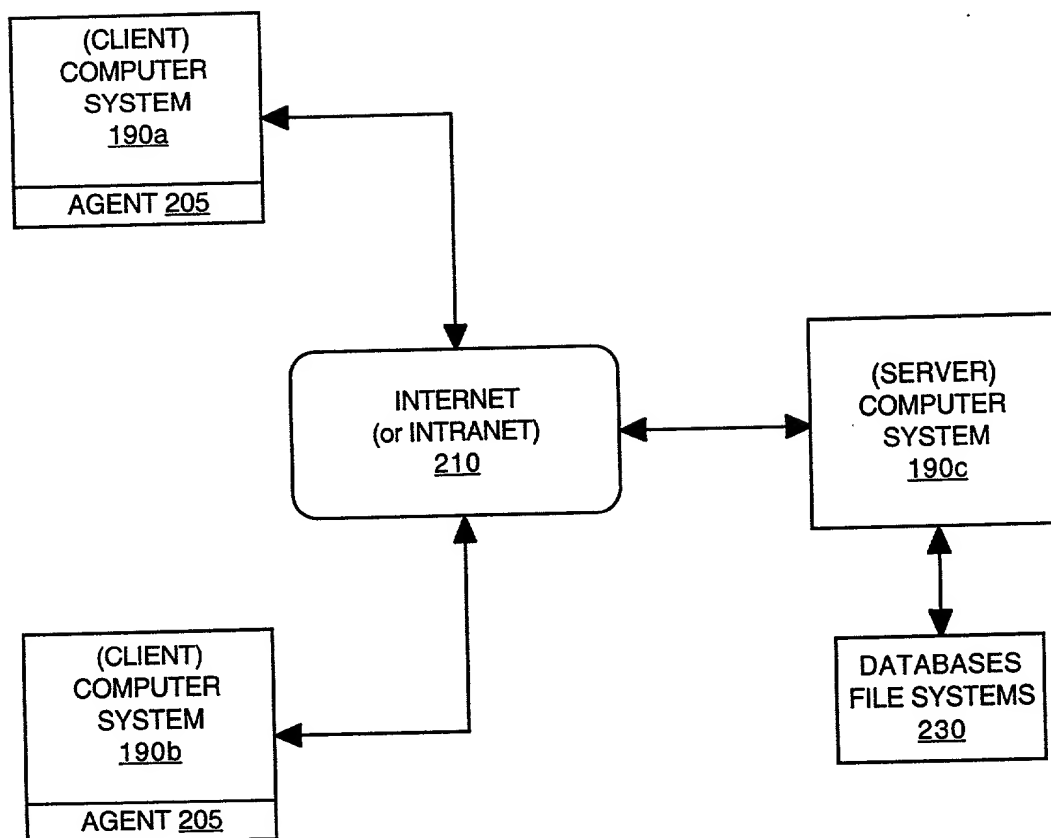 (CLIENT)
COMPUTER
SYSTEM
190a
AGENT 205
INTERNET
(or INTRANET)
210
(SERVER)
COMPUTER
SYSTEM
190c
(CLIENT)
COMPUTER
SYSTEM
190b
AGENT 205
DATABASES
FILE SYSTEMS
230